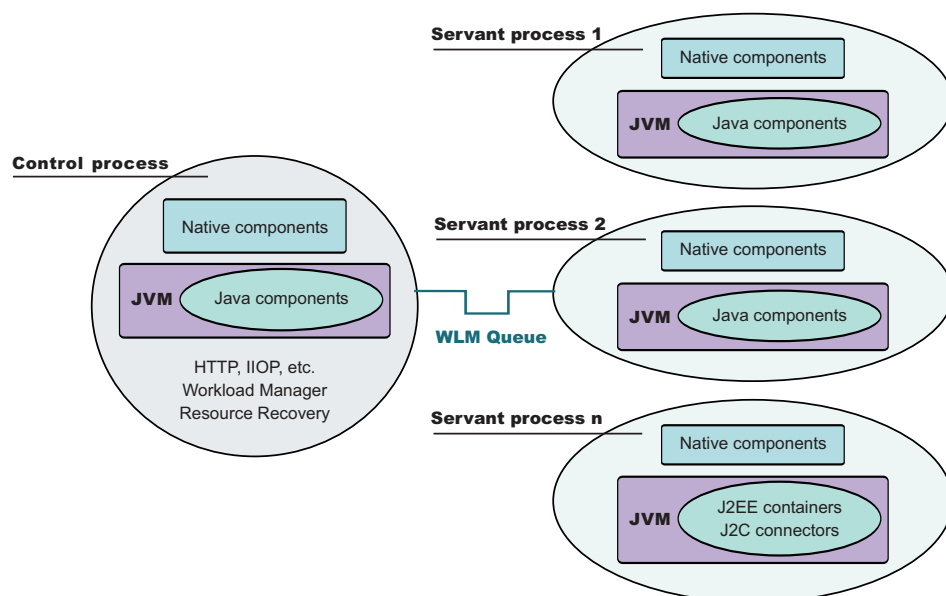 Control process
Native components
JVM
Java components
HTTP, IIOP, etc.
Workload Manager
Resource Recovery
WLM Queue
Servant process 1
Native components
JVM
Java components
Servant process 2
Native components
JVM
Java components
Servant process n
Native components
JVM
J2EE containers
J2C connectors